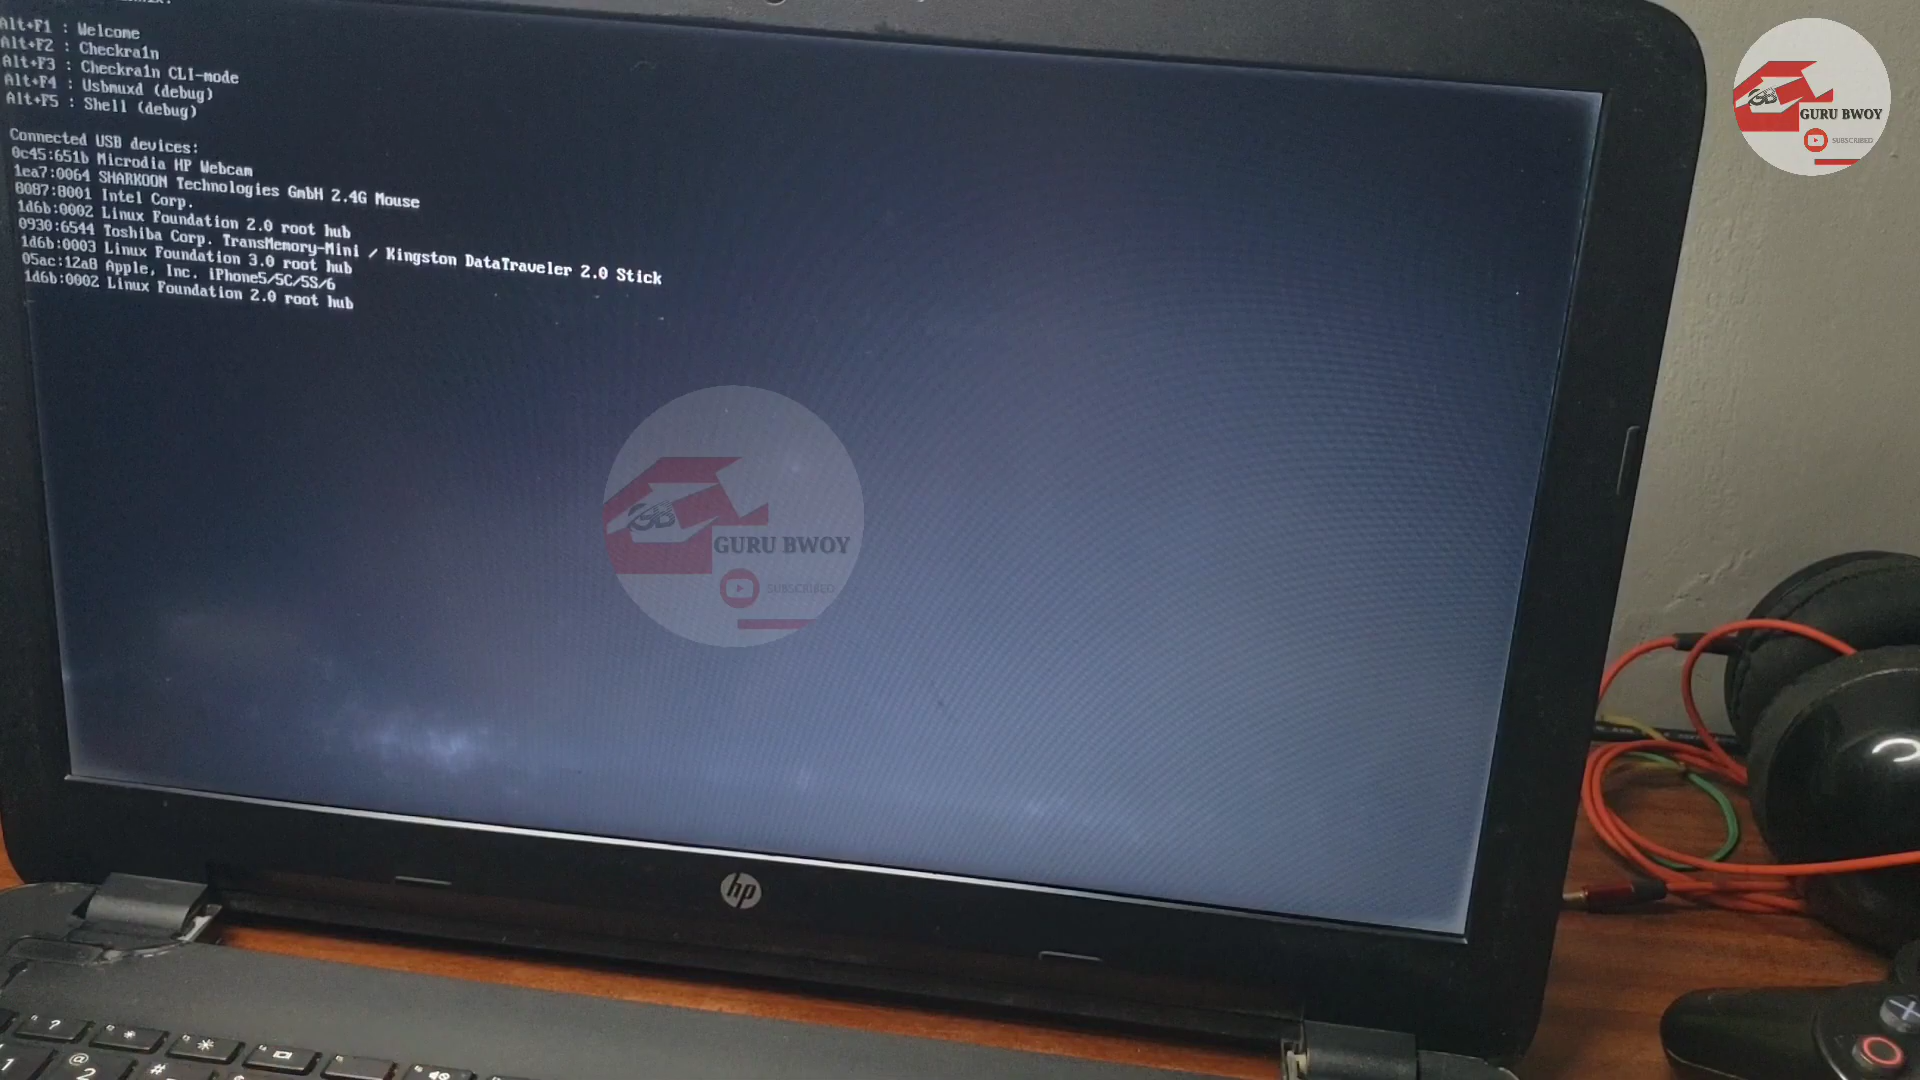 Alt+F1 : Welcome
Alt+F2 : Checkra1n
Alt+F3 : Checkra1n CLI-mode
Alt+F4 : Usbmuxd (debug)
Alt+F5 : Shell (debug)
Connected USB devices:
0c45:651b Microdia HP Webcam
1ea7:0064 SHARKOON Technologies GmbH 2.4G Mouse
8087:8001 Intel Corp.
1d6b:0002 Linux Foundation 2.0 root hub
0930:6544 Toshiba Corp. TransMemory-Mini / Kingston DataTraveler 2.0 Stick
1d6b:0003 Linux Foundation 3.0 root hub
05ac:12a8 Apple, Inc. iPhone5/5C/5S/6
1d6b:0002 Linux Foundation 2.0 root hub
GURU BWOY
SUBSCRIBED
GURU BWOY
SUBSCRIBED
hp
?
*
1
@
2
#